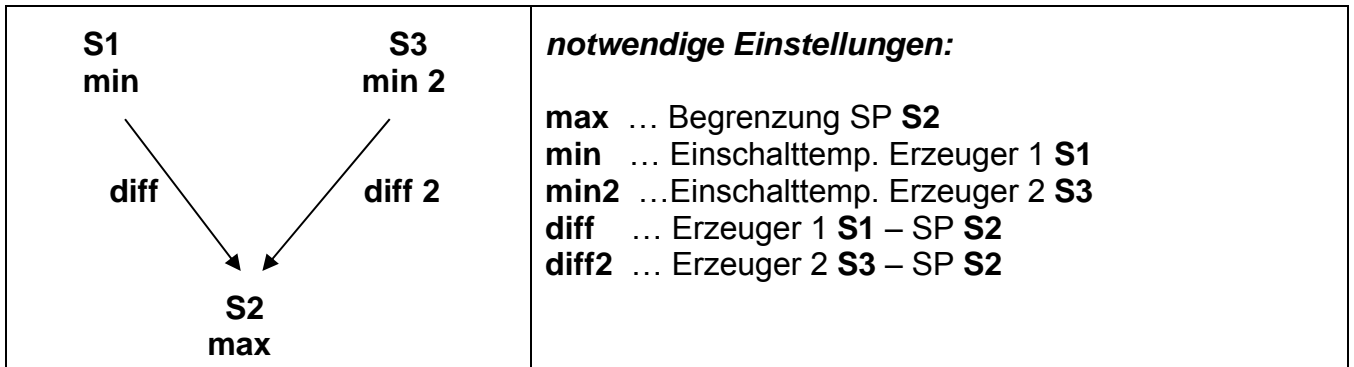 S1 S3
min min 2
diff diff 2
S2
max
notwendige Einstellungen:
max … Begrenzung SP S2
min … Einschalttemp. Erzeuger 1 S1
min2 …Einschalttemp. Erzeuger 2 S3
diff … Erzeuger 1 S1 – SP S2
diff2 … Erzeuger 2 S3 – SP S2